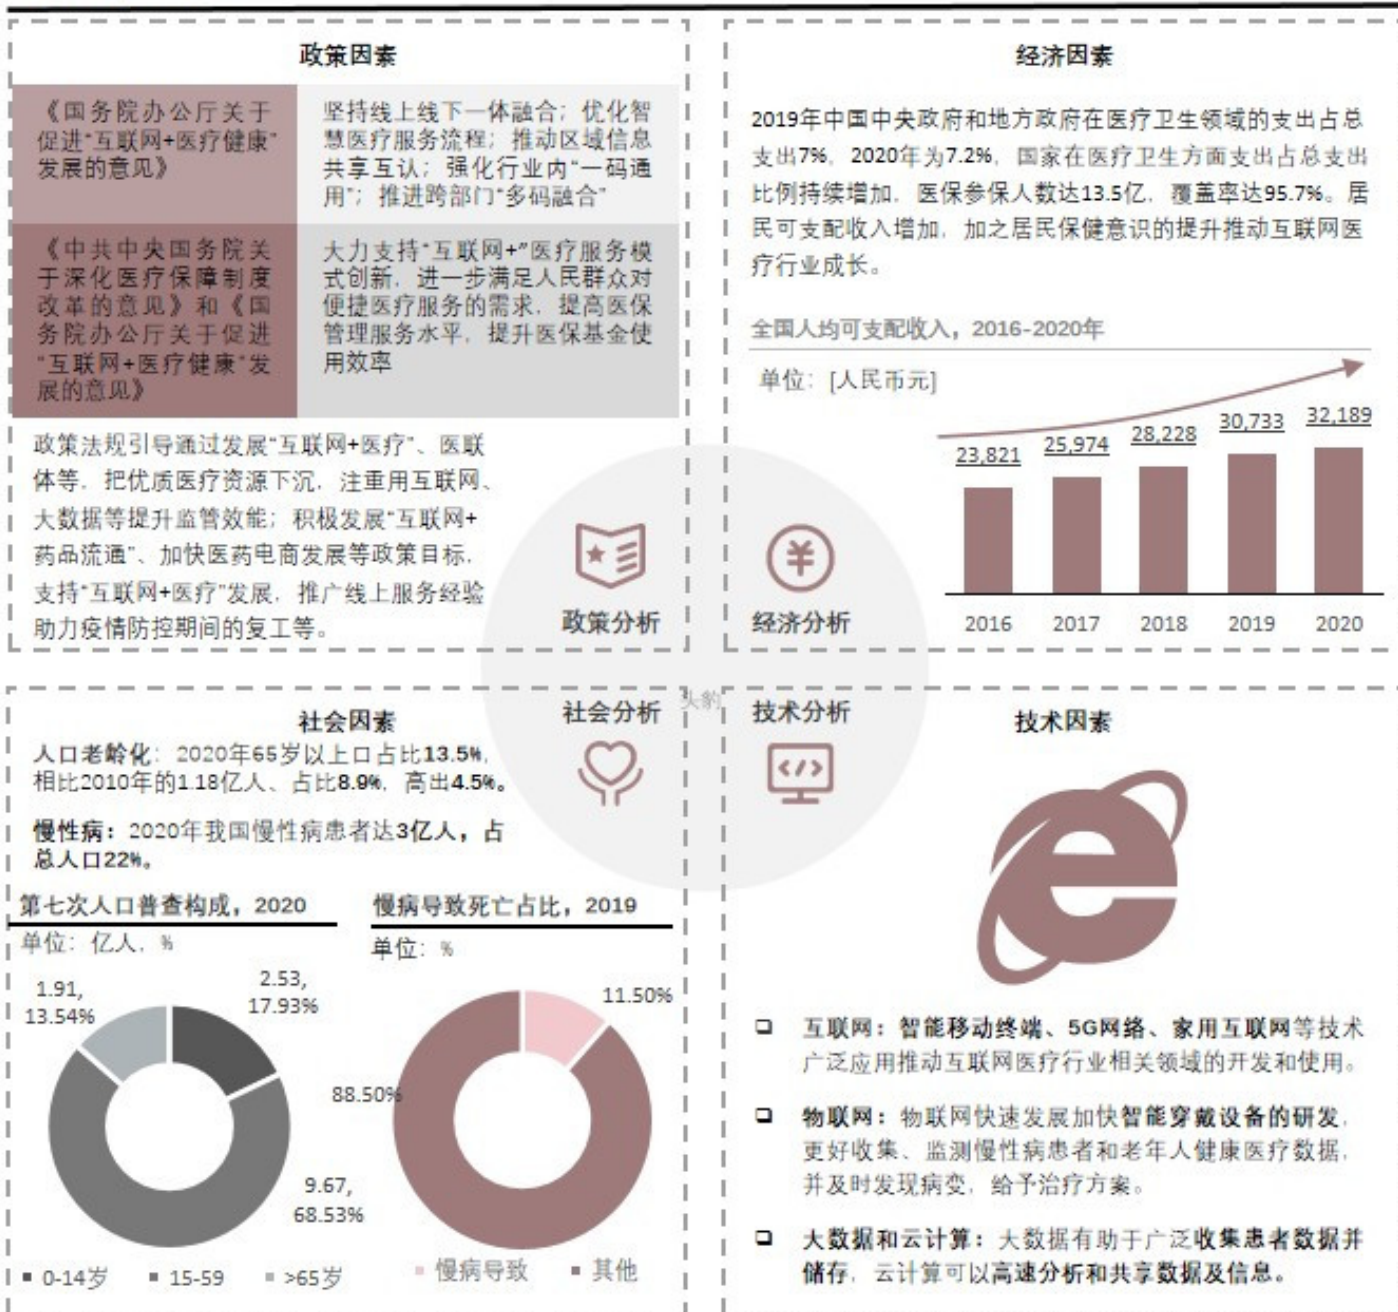 政策因素
《国务院办公厅关于
促进“互联网+医疗健康”
发展的意见》
坚持线上线下一体融合；优化智
慧医疗服务流程；推动区域信息
共享互认；强化行业内“一码通
用”；推进跨部门“多码融合”
《中共中央国务院关
于深化医疗保障制度
改革的意见》和《国
务院办公厅关于促进
“互联网+医疗健康“发
展的意见》
大力支持“互联网+”医疗服务模
式创新，进一步满足人民群众对
便捷医疗服务的需求，提高医保
管理服务水平，提升医保基金使
用效率
政策法规引导通过发展“互联网+医疗”、医联
体等，把优质医疗资源下沉，注重用互联网、
大数据等提升监管效能；积极发展“互联网+
药品流通”、加快医药电商发展等政策目标，
支持“互联网+医疗”发展，推广线上服务经验
助力疫情防控期间的复工等。
政策分析
经济因素
2019年中国中央政府和地方政府在医疗卫生领域的支出占总
支出7%，2020年为7.2%，国家在医疗卫生方面支出占总支出
比例持续增加，医保参保人数达13.5亿，覆盖率达95.7%。居
民可支配收入增加，加之居民保健意识的提升推动互联网医
疗行业成长。
全国人均可支配收入，2016-2020年
单位：[人民币元]
23,821
25,974
28,228
30,733
32,189
2016
2017
2018
2019
2020
经济分析
社会因素
社会分析
人口老龄化：2020年65岁以上口占比13.5%，
相比2010年的1.18亿人、占比8.9%，高出4.5%。
慢性病：2020年我国慢性病患者达3亿人，占
总人口22%。
第七次人口普查构成，2020
单位：亿人，%
1.91,
13.54%
2.53,
17.93%
9.67,
68.53%
0-14岁
15-59
>65岁
慢病导致死亡占比，2019
单位：%
11.50%
88.50%
慢病导致
其他
头豹
技术分析
技术因素
互联网：智能移动终端、5G网络、家用互联网等技术
广泛应用推动互联网医疗行业相关领域的开发和使用。
物联网：物联网快速发展加快智能穿戴设备的研发，
更好收集、监测慢性病患者和老年人健康医疗数据，
并及时发现病变，给予治疗方案。
大数据和云计算：大数据有助于广泛收集患者数据并
储存，云计算可以高速分析和共享数据及信息。